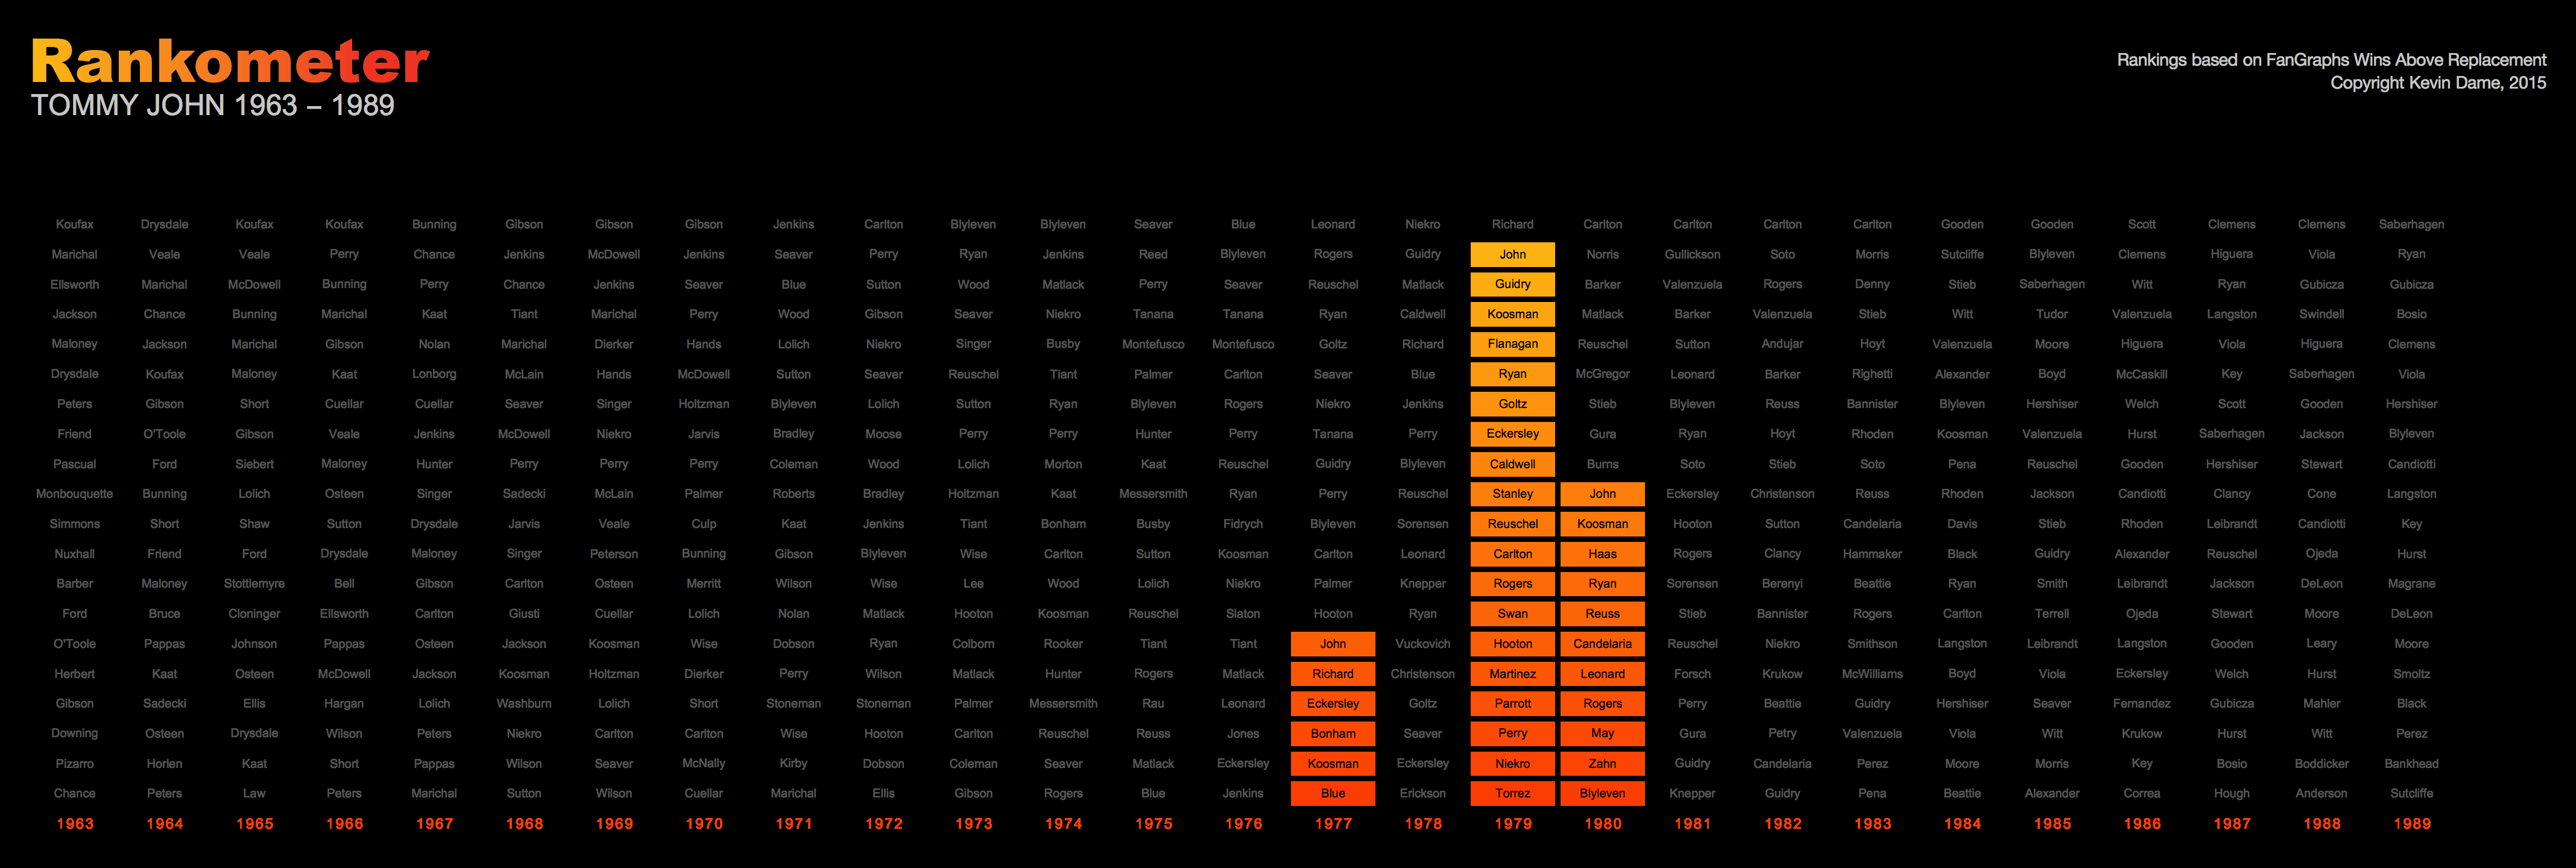 Rankometer
TOMMY JOHN 1963 – 1989
Rankings based on FanGraphs Wins Above Replacement
Copyright Kevin Dame, 2015
Koufax Drysdale Koufax Koufax Bunning Gibson Gibson Gibson Jenkins Carlton Blyleven Blyleven Seaver Blue Leonard Niekro Richard Carlton Carlton Carlton Carlton Gooden Gooden Scott Clemens Clemens Saberhagen
Marichal Veale Veale Perry Chance Jenkins McDowell Jenkins Seaver Perry Ryan Jenkins Reed Blyleven Rogers Guidry John Norris Gullickson Soto Morris Sutcliffe Blyleven Clemens Higuera Viola Ryan
Ellsworth Marichal McDowell Bunning Perry Chance Jenkins Seaver Blue Sutton Wood Matlack Perry Seaver Reuschel Matlack Guidry Barker Valenzuela Rogers Denny Stieb Saberhagen Witt Ryan Gubicza Gubicza
Jackson Chance Bunning Marichal Kaat Tiant Marichal Perry Wood Gibson Seaver Niekro Tanana Tanana Ryan Caldwell Koosman Matlack Barker Valenzuela Stieb Witt Tudor Valenzuela Langston Swindell Bosio
Maloney Jackson Marichal Gibson Nolan Marichal Dierker Hands Lolich Niekro Singer Busby Montefusco Montefusco Goltz Richard Flanagan Reuschel Sutton Andujar Hoyt Valenzuela Moore Higuera Viola Higuera Clemens
Drysdale Koufax Maloney Kaat Lonborg McLain Hands McDowell Sutton Seaver Reuschel Tiant Palmer Carlton Seaver Blue Ryan McGregor Leonard Barker Righetti Alexander Boyd McCaskill Key Saberhagen Viola
Peters Gibson Short Cuellar Cuellar Seaver Singer Holtzman Blyleven Lolich Sutton Ryan Blyleven Rogers Niekro Jenkins Goltz Stieb Blyleven Reuss Bannister Blyleven Hershiser Welch Scott Gooden Hershiser
Friend O'Toole Gibson Veale Jenkins McDowell Niekro Jarvis Bradley Moose Perry Perry Hunter Perry Tanana Perry Eckersley Gura Ryan Hoyt Rhoden Koosman Valenzuela Hurst Saberhagen Jackson Blyleven
Pascual Ford Siebert Maloney Hunter Perry Perry Perry Coleman Wood Lolich Morton Kaat Reuschel Guidry Blyleven Caldwell Burns Soto Stieb Soto Pena Reuschel Gooden Hershiser Stewart Candiotti
Monbouquette Bunning Lolich Osteen Singer Sadecki McLain Palmer Roberts Bradley Holtzman Kaat Messersmith Ryan Perry Reuschel Stanley John Eckersley Christenson Reuss Rhoden Jackson Candiotti Clancy Cone Langston
Simmons Short Shaw Sutton Drysdale Jarvis Veale Culp Kaat Jenkins Tiant Bonham Busby Fidrych Blyleven Sorensen Reuschel Koosman Hooton Sutton Candelaria Davis Stieb Rhoden Leibrandt Candiotti Key
Nuxhall Friend Ford Drysdale Maloney Singer Peterson Bunning Gibson Blyleven Wise Carlton Sutton Koosman Carlton Leonard Carlton Haas Rogers Clancy Hammaker Black Guidry Alexander Reuschel Ojeda Hurst
Barber Maloney Stottlemyre Bell Gibson Carlton Osteen Merritt Wilson Wise Lee Wood Lolich Niekro Palmer Knepper Rogers Ryan Sorensen Berenyi Beattie Ryan Smith Leibrandt Jackson DeLeon Magrane
Ford Bruce Cloninger Ellsworth Carlton Giusti Cuellar Lolich Nolan Matlack Hooton Koosman Reuschel Slaton Hooton Ryan Swan Reuss Stieb Bannister Rogers Carlton Terrell Ojeda Stewart Moore DeLeon
O'Toole Pappas Johnson Pappas Osteen Jackson Koosman Wise Dobson Ryan Colborn Rooker Tiant Tiant John Vuckovich Hooton Candelaria Reuschel Niekro Smithson Langston Leibrandt Langston Gooden Leary Moore
Herbert Kaat Osteen McDowell Jackson Koosman Holtzman Dierker Perry Wilson Matlack Hunter Rogers Matlack Richard Christenson Martinez Leonard Forsch Krukow McWilliams Boyd Viola Eckersley Welch Hurst Smoltz
Gibson Sadecki Ellis Hargan Lolich Washburn Lolich Short Stoneman Stoneman Palmer Messersmith Rau Leonard Eckersley Goltz Parrott Rogers Perry Beattie Guidry Hershiser Seaver Fernandez Gubicza Mahler Black
Downing Osteen Drysdale Wilson Peters Niekro Carlton Carlton Wise Hooton Carlton Reuschel Reuss Jones Bonham Seaver Perry May Gura Petry Valenzuela Viola Witt Krukow Hurst Witt Perez
Pizarro Horlen Kaat Short Pappas Wilson Seaver McNally Kirby Dobson Coleman Seaver Matlack Eckersley Koosman Eckersley Niekro Zahn Guidry Candelaria Perez Moore Morris Key Bosio Boddicker Bankhead
Chance Peters Law Peters Marichal Sutton Wilson Cuellar Marichal Ellis Gibson Rogers Blue Jenkins Blue Erickson Torrez Blyleven Knepper Guidry Pena Beattie Alexander Correa Hough Anderson Sutcliffe
1963 1964 1965 1966 1967 1968 1969 1970 1971 1972 1973 1974 1975 1976 1977 1978 1979 1980 1981 1982 1983 1984 1985 1986 1987 1988 1989